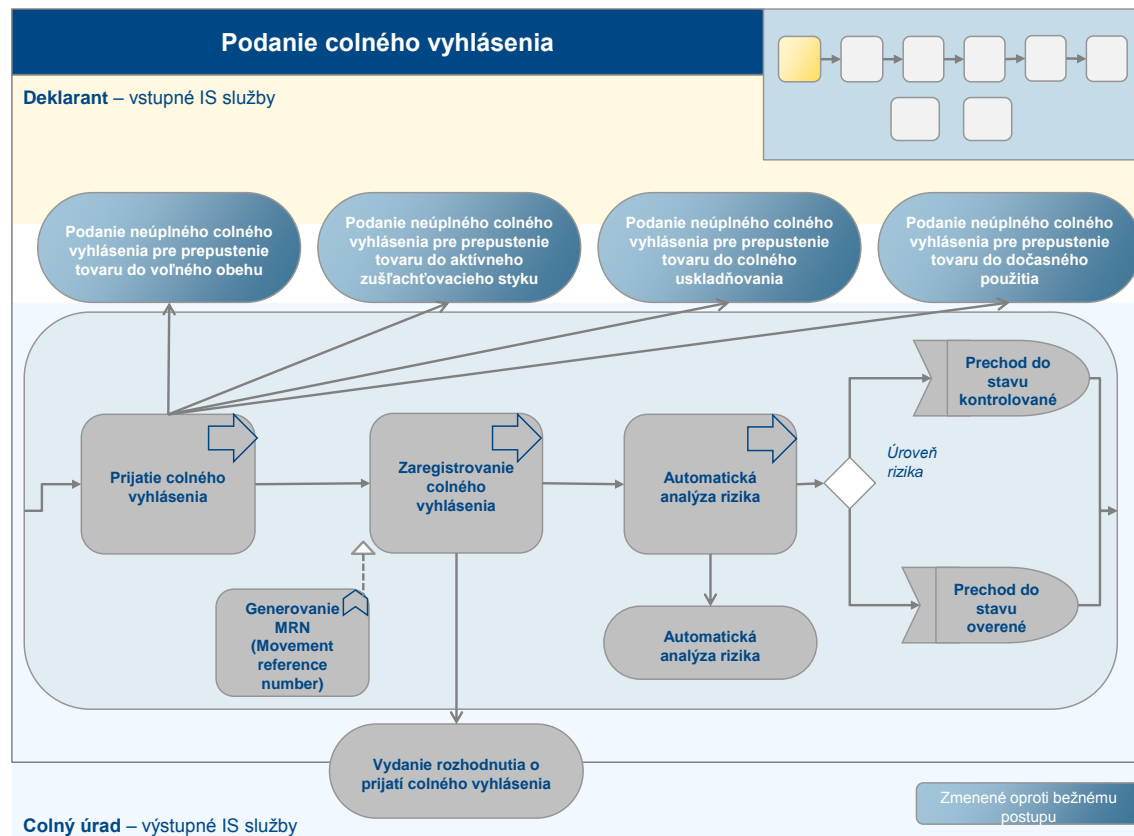 Podanie colného vyhlásenia
Deklarant – vstupné IS služby
Podanie neúplného colného
vyhlásenia pre prepustenie
tovaru do voľného obehu
Podanie neúplného colného
vyhlásenia pre prepustenie
tovaru do aktívneho
zušľachťovacieho styku
Podanie neúplného colného
vyhlásenia pre prepustenie
tovaru do colného
uskladňovania
Podanie neúplného colného
vyhlásenia pre prepustenie
tovaru do dočasného
použitia
Prijatie colného
vyhlásenia
Zaregistrovanie
colného
vyhlásenia
Automatická
analýza rizika
Úroveň
rizika
Prechod do
stavu
kontrolované
Prechod do
stavu
overené
Generovanie
MRN
(Movement
reference
number)
Automatická
analýza rizika
Vydanie rozhodnutia o
prijatí colného vyhlásenia
Zmenené oproti bežnému
postupu
Colný úrad – výstupné IS služby